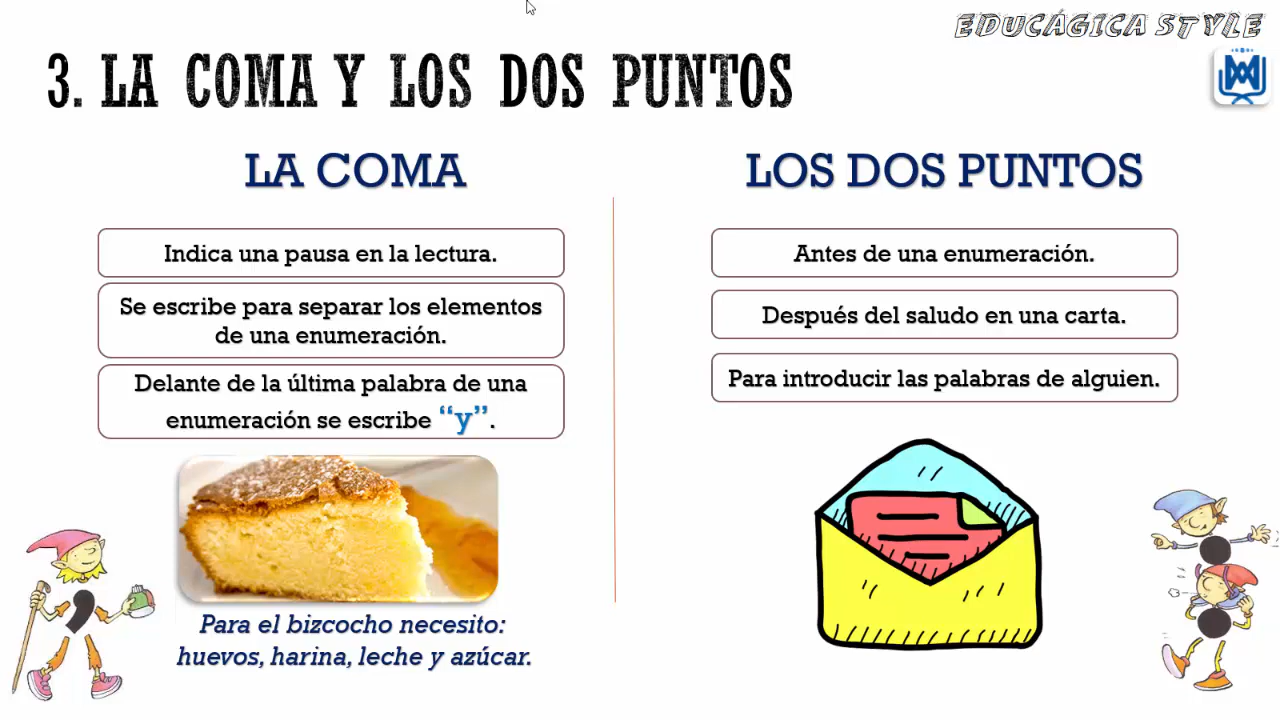 EDUCÁGICA STYLE
3. LA COMA Y LOS DOS PUNTOS
LA COMA
Indica una pausa en la lectura.
Se escribe para separar los elementos
de una enumeración.
Delante de la última palabra de una
enumeración se escribe “y”.
Para el bizcocho necesito:
huevos, harina, leche y azúcar.
LOS DOS PUNTOS
Antes de una enumeración.
Después del saludo en una carta.
Para introducir las palabras de alguien.